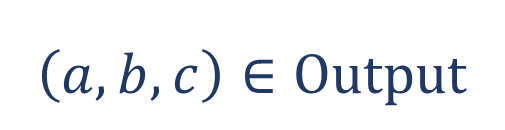 (a, b, c) ∈ Output